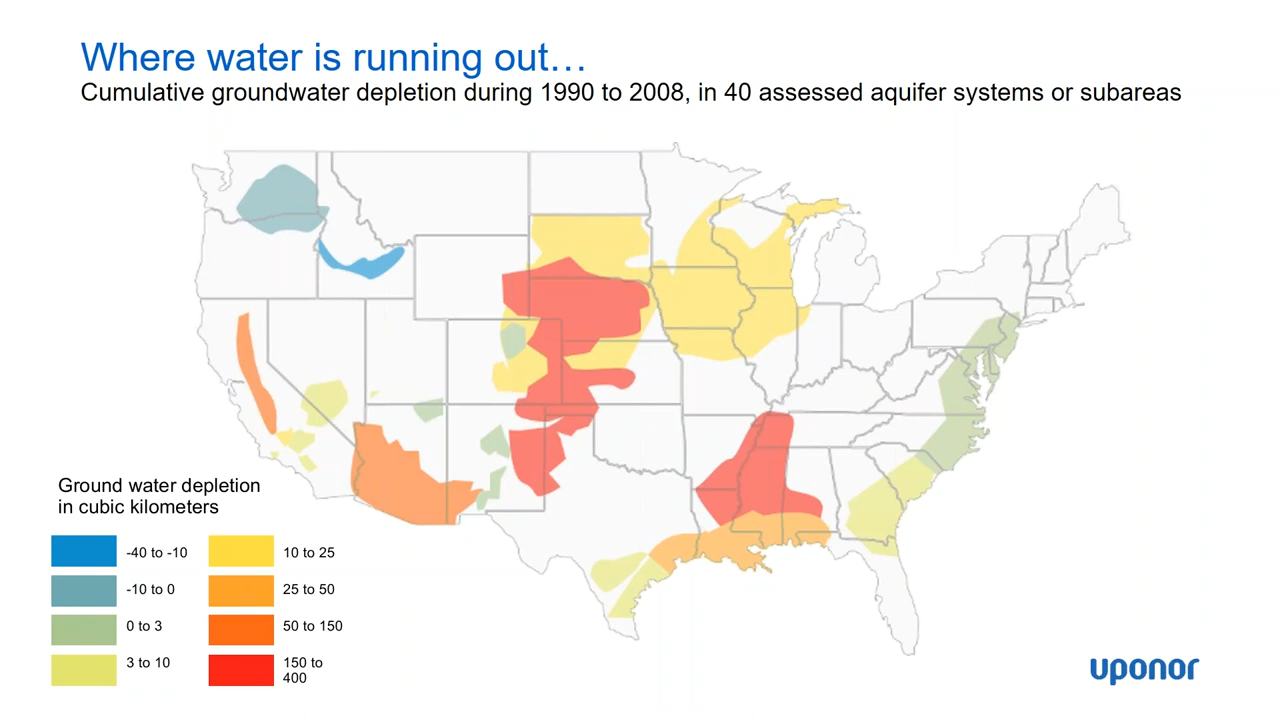 Where water is running out…
Cumulative groundwater depletion during 1990 to 2008, in 40 assessed aquifer systems or subareas
Ground water depletion
in cubic kilometers
-40 to -10
10 to 25
-10 to 0
25 to 50
0 to 3
50 to 150
3 to 10
150 to
400
uponor